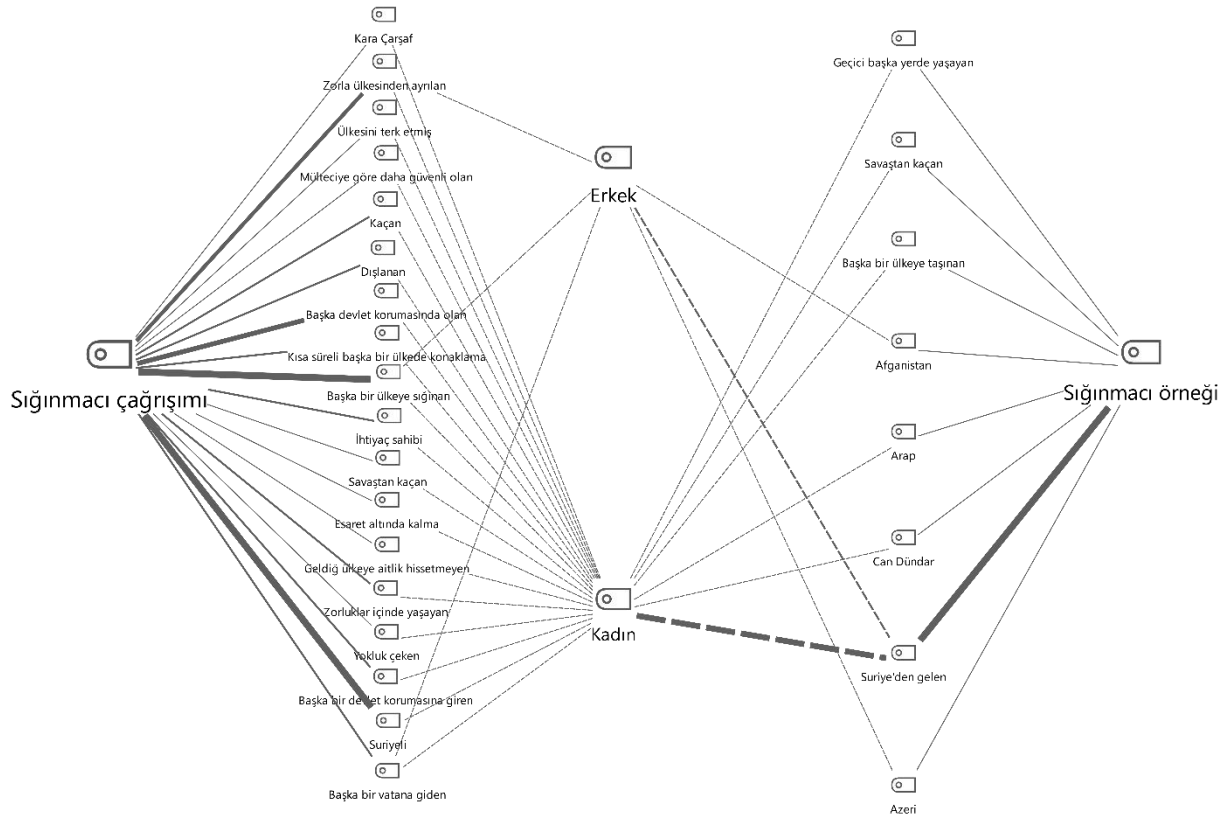 Kara Çarşaf
Zorla ülkesinden ayrılan
Ülkesini terk etmiş
Mülteciye göre daha güvenli olan
Kaçan
Dışlanan
Başka devlet korumasında olan
Kısa süreli başka bir ülkede konaklama
Başka bir ülkeye sığınan
İhtiyaç sahibi
Savaştan kaçan
Esaret altında kalma
Geldiğ ülkeye aitlik hissetmeyen
Zorluklar içinde yaşayan
Yokluk çeken
Başka bir devlet korumasına giren
Suriyeli
Başka bir vatana giden
Sığınmacı çağrışımı
Erkek
Kadın
Geçici başka yerde yaşayan
Savaştan kaçan
Başka bir ülkeye taşınan
Afganistan
Arap
Can Dündar
Suriye'den gelen
Azeri
Sığınmacı örneği